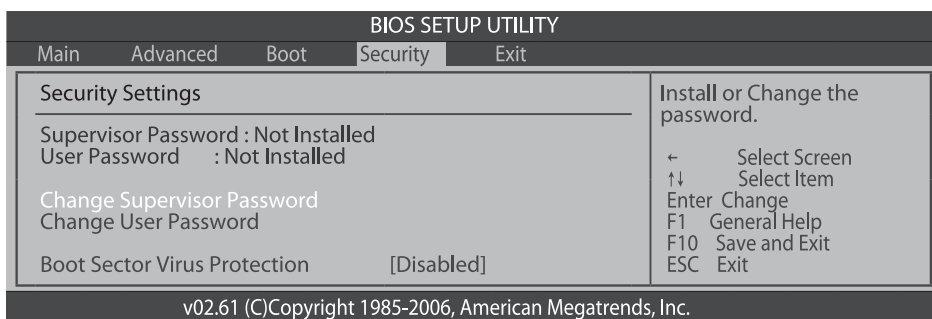 BIOS SETUP UTILITY
Main Advanced Boot Security Exit
Security Settings
Supervisor Password : Not Installed
User Password : Not Installed
Change Supervisor Password
Change User Password
Boot Sector Virus Protection [Disabled]
Install or Change the
password.
← Select Screen
↑↓ Select Item
Enter Change
F1 General Help
F10 Save and Exit
ESC Exit
v02.61 (C)Copyright 1985-2006, American Megatrends, Inc.